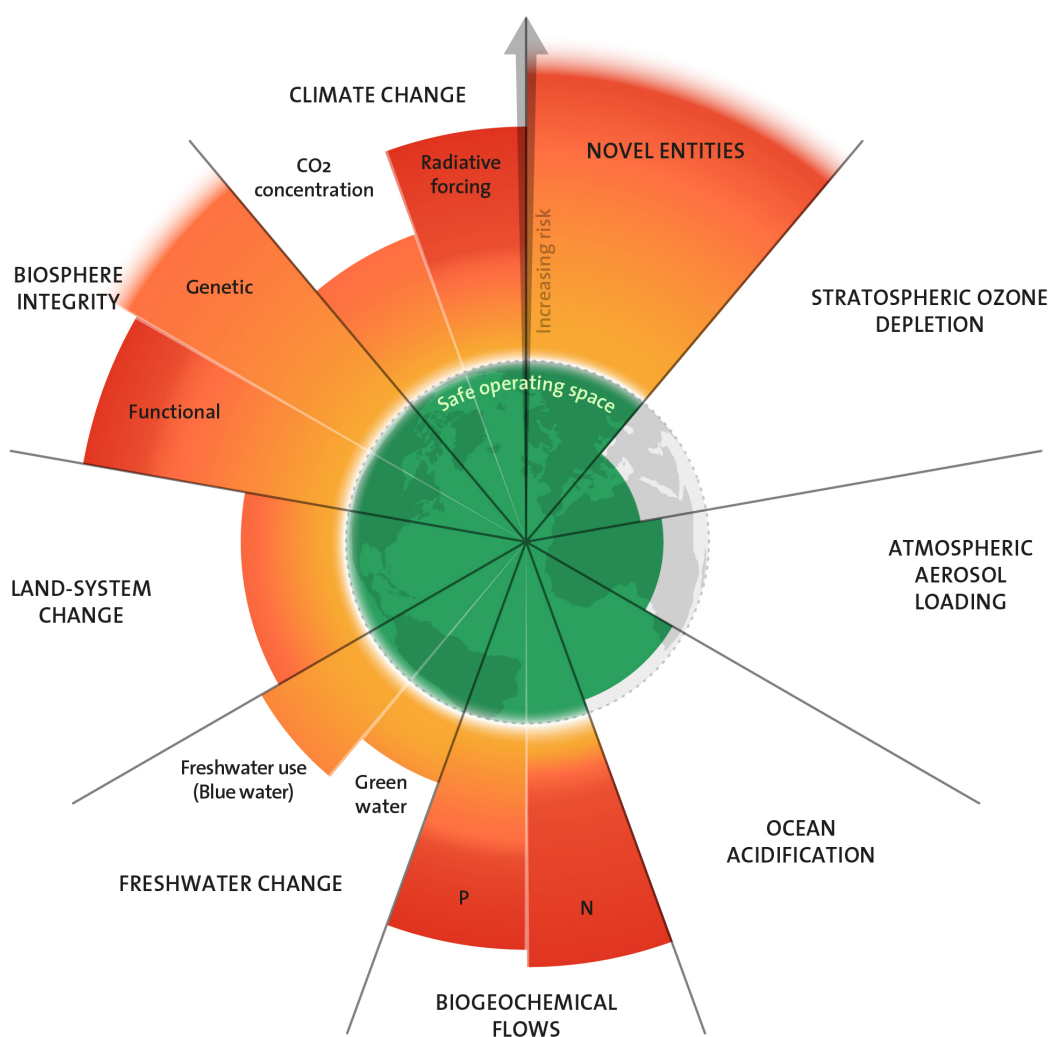 CLIMATE CHANGE
CO2
concentration
Radiative
forcing
NOVEL ENTITIES
Increasing risk
BIOSPHERE
INTEGRITY
Genetic
Functional
STRATOSPHERIC OZONE
DEPLETION
Safe operating space
ATMOSPHERIC
AEROSOL
LOADING
LAND-SYSTEM
CHANGE
Freshwater use
(Blue water)
Green
water
OCEAN
ACIDIFICATION
FRESHWATER CHANGE
P
N
BIOGEOCHEMICAL
FLOWS